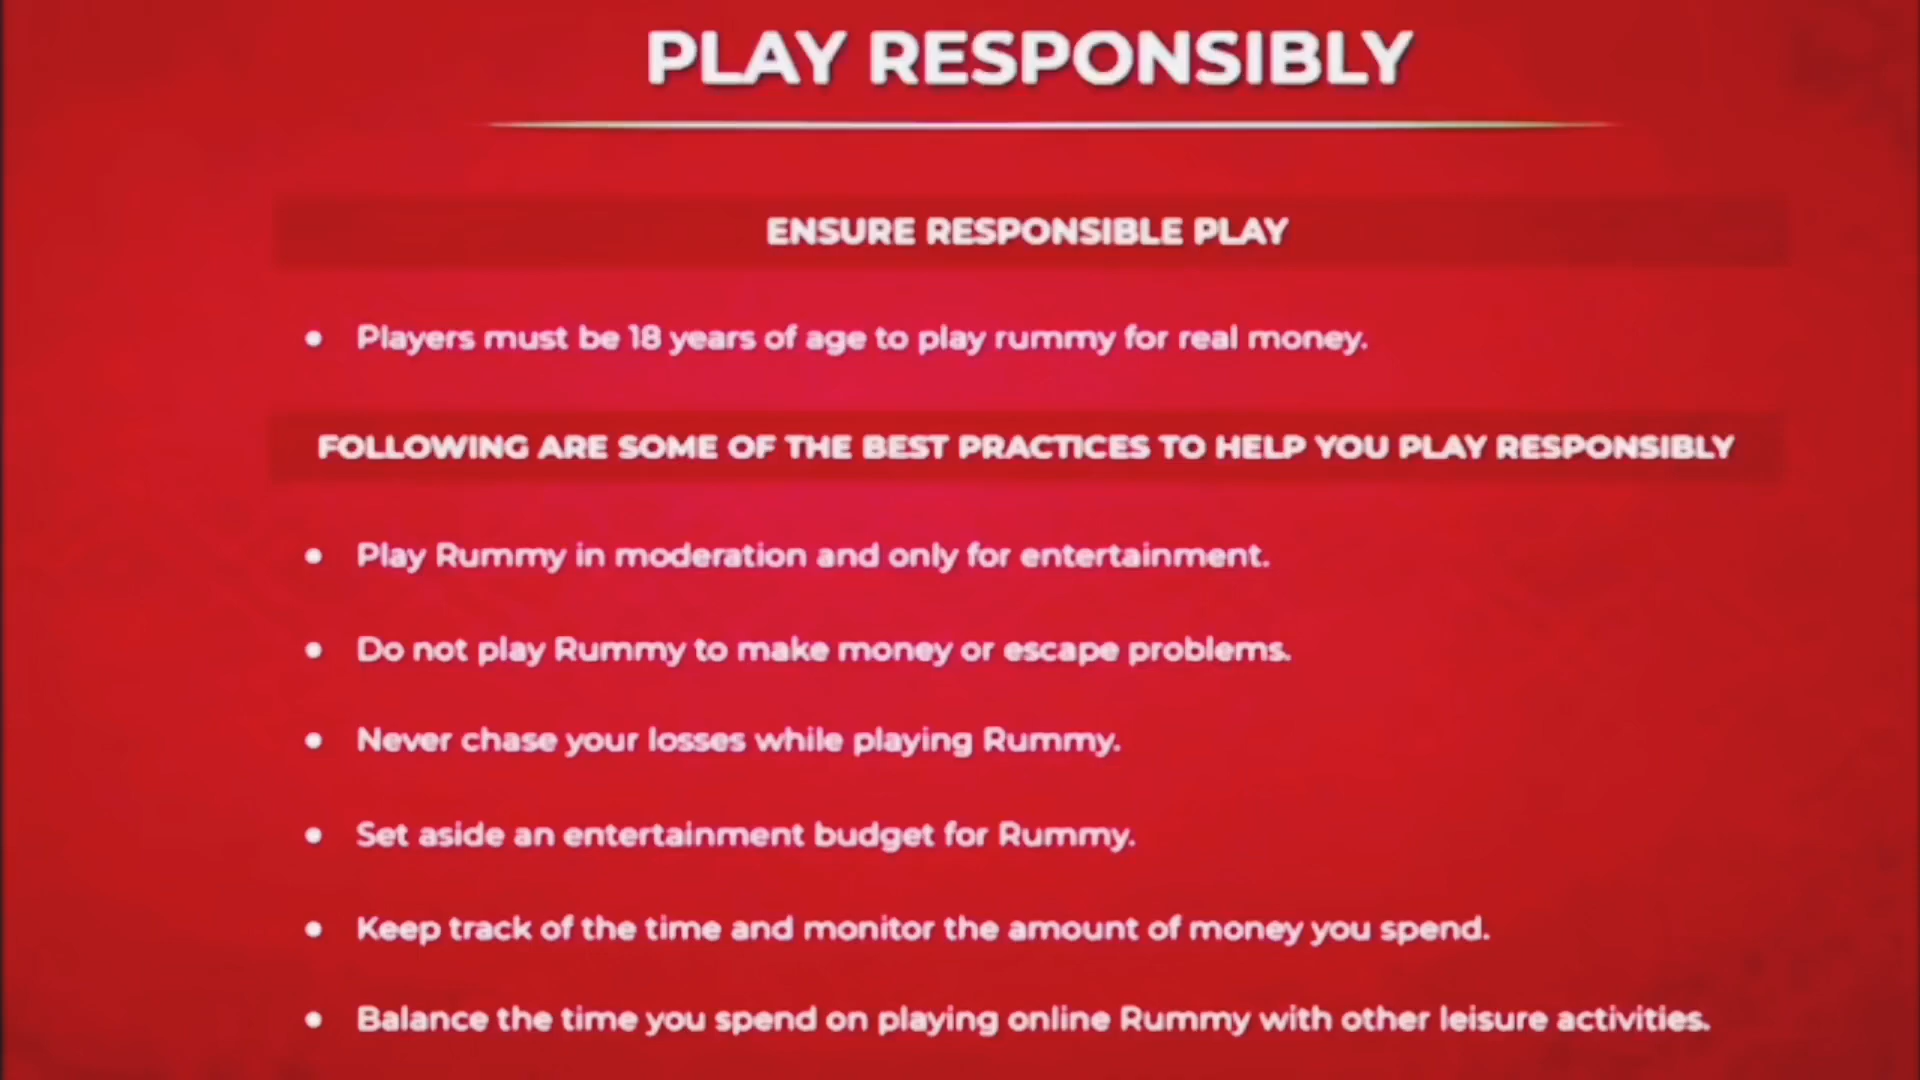 PLAY RESPONSIBLY
ENSURE RESPONSIBLE PLAY
• Players must be 18 years of age to play rummy for real money.
FOLLOWING ARE SOME OF THE BEST PRACTICES TO HELP YOU PLAY RESPONSIBLY
• Play Rummy in moderation and only for entertainment.
• Do not play Rummy to make money or escape problems.
• Never chase your losses while playing Rummy.
• Set aside an entertainment budget for Rummy.
• Keep track of the time and monitor the amount of money you spend.
• Balance the time you spend on playing online Rummy with other leisure activities.